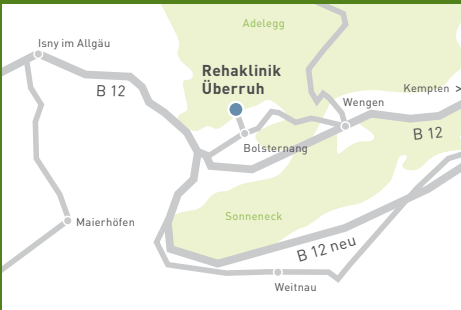 Adelegg
Isny im Allgäu
Rehaklinik
Überruh
B 12
Kempten >
Wengen
B 12
Bolsternang
Sonneneck
Maierhöfen
B 12 neu
Weitnau